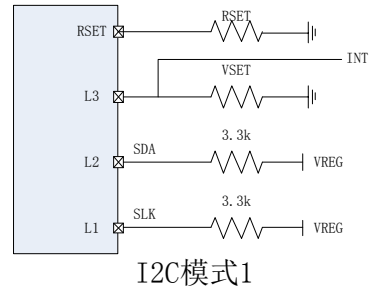 RSET RSET
INT
VSET
L3
3.3k
SDA
L2 VREG
3.3k
SLK
L1 VREG
I2C模式1